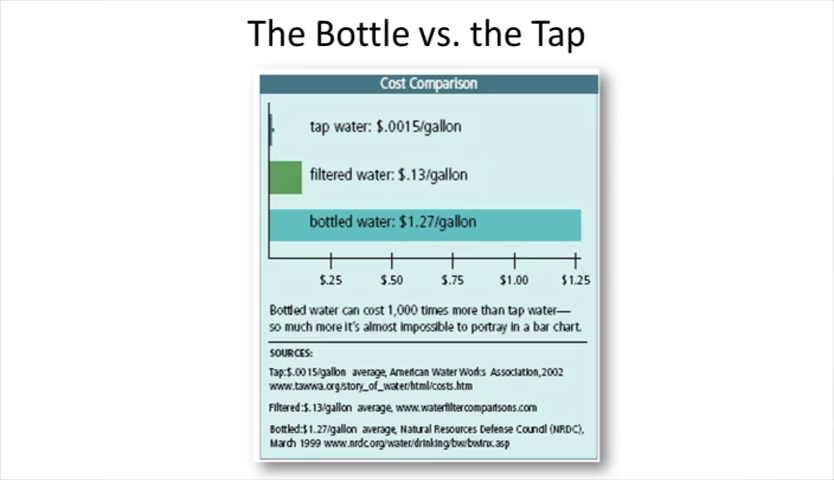 The Bottle vs. the Tap
Cost Comparison
tap water: $.0015/gallon
filtered water: $.13/gallon
bottled water: $1.27/gallon
$.25 $.50 $.75 $1.00 $1.25
Bottled water can cost 1,000 times more than tap water—
so much more it's almost impossible to portray in a bar chart.
SOURCES:
Tap:$.0015/gallon average, American Water Works Association,2002
www.tawwa.org/story_of_water/html/costs.htm
Filtered:$.13/gallon average, www.waterfiltercomparisons.com
Bottled:$1.27/gallon average, Natural Resources Defense Council (NRDC),
March 1999 www.nrdc.org/water/drinking/bw/bwinx.asp